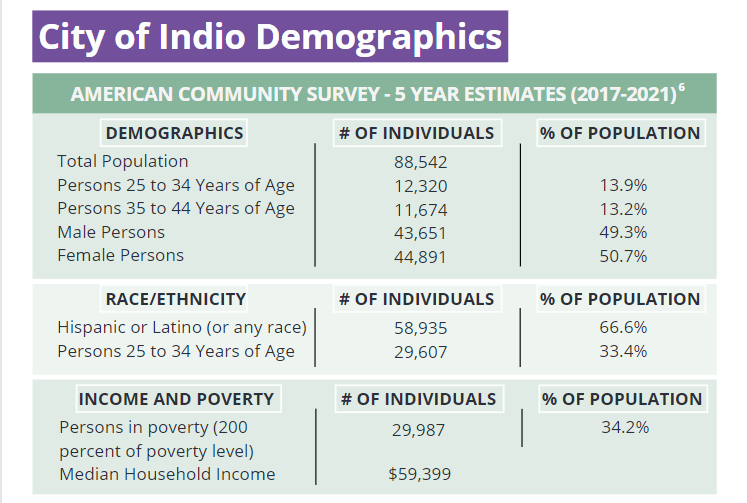 City of Indio Demographics
AMERICAN COMMUNITY SURVEY - 5 YEAR ESTIMATES (2017-2021)⁶
DEMOGRAPHICS # OF INDIVIDUALS % OF POPULATION
Total Population 88,542
Persons 25 to 34 Years of Age 12,320 13.9%
Persons 35 to 44 Years of Age 11,674 13.2%
Male Persons 43,651 49.3%
Female Persons 44,891 50.7%
RACE/ETHNICITY # OF INDIVIDUALS % OF POPULATION
Hispanic or Latino (or any race) 58,935 66.6%
Persons 25 to 34 Years of Age 29,607 33.4%
INCOME AND POVERTY # OF INDIVIDUALS % OF POPULATION
Persons in poverty (200 29,987 34.2%
percent of poverty level)
Median Household Income $59,399